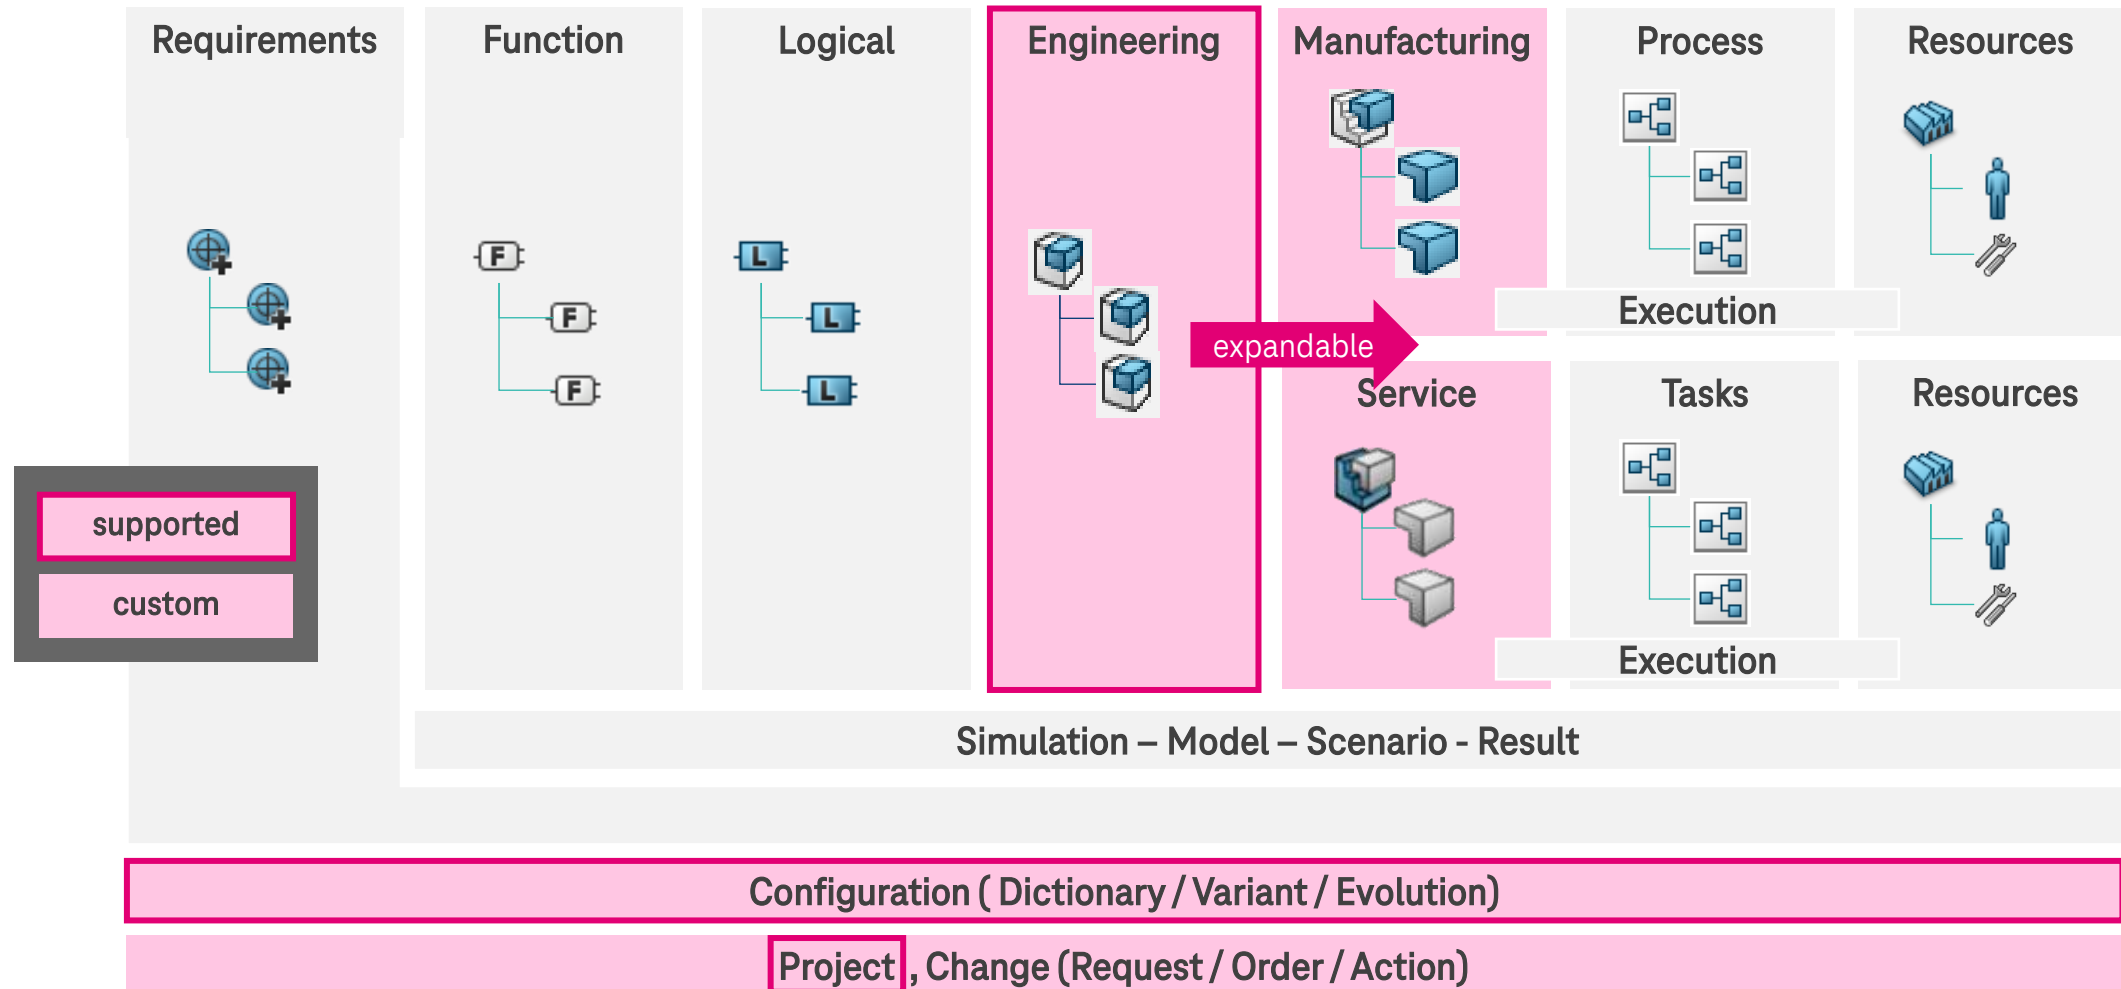 Requirements
Function
Logical
Engineering
Manufacturing
Process
Resources
F
F
F
L
L
L
expandable
Execution
Service
Tasks
Resources
supported
custom
Execution
Simulation – Model – Scenario - Result
Configuration ( Dictionary / Variant / Evolution)
Project , Change (Request / Order / Action)